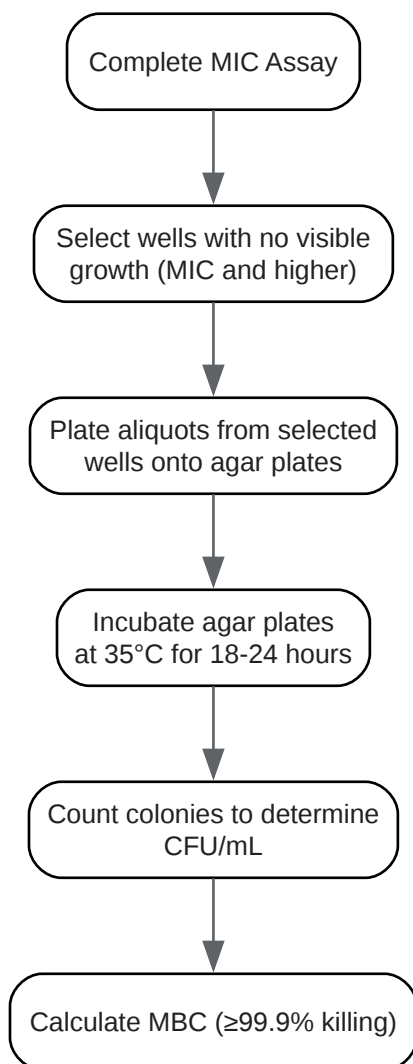 Complete MIC Assay
Select wells with no visible
growth (MIC and higher)
Plate aliquots from selected
wells onto agar plates
Incubate agar plates
at 35°C for 18-24 hours
Count colonies to determine
CFU/mL
Calculate MBC (≥99.9% killing)